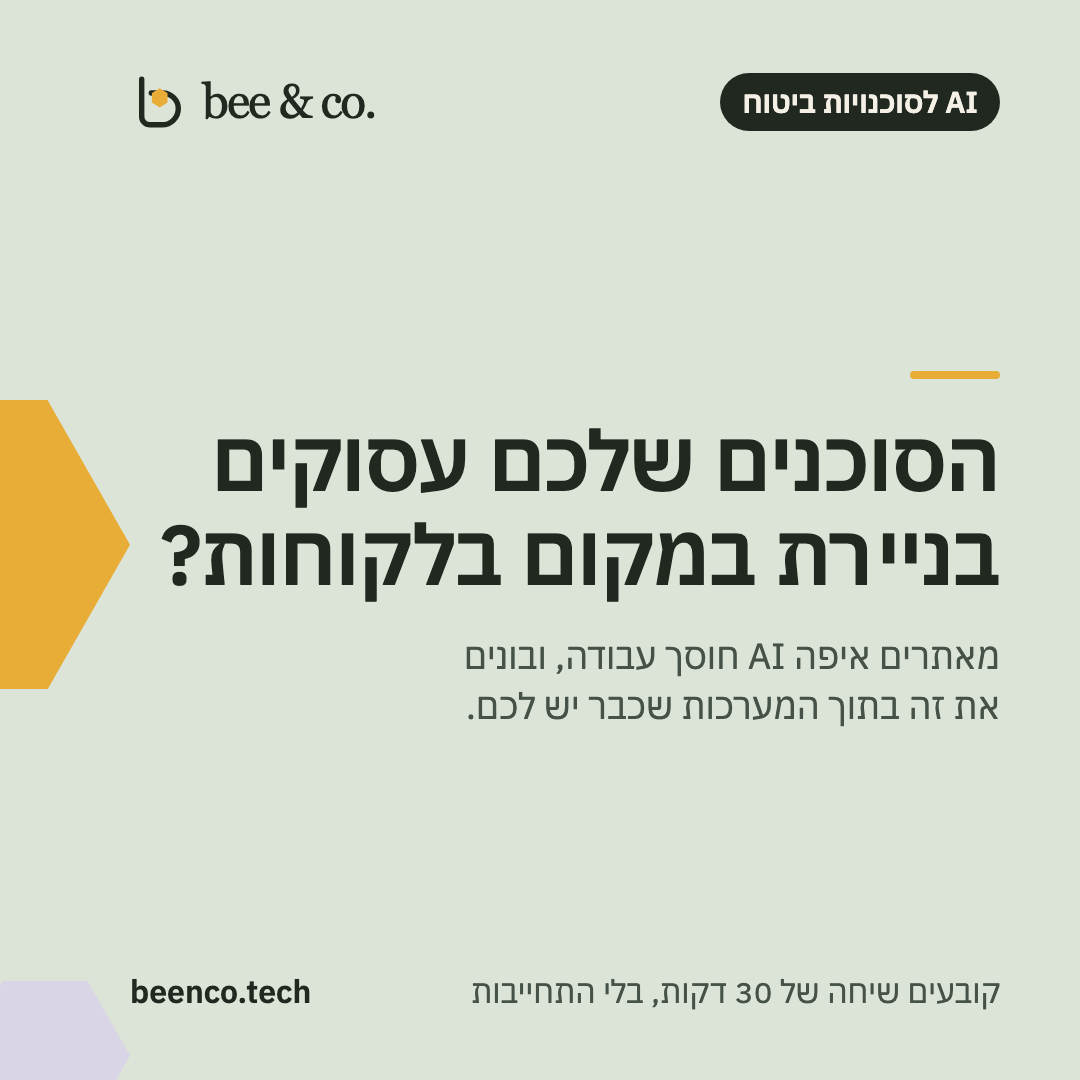 AI לסוכנויות ביטוח
bee & co.
הסוכנים שלכם עסוקים
בניירת במקום בלקוחות?
מאתרים איפה AI חוסך עבודה, ובונים
את זה בתוך המערכות שכבר יש לכם.
קובעים שיחה של 30 דקות, בלי התחייבות
beenco.tech